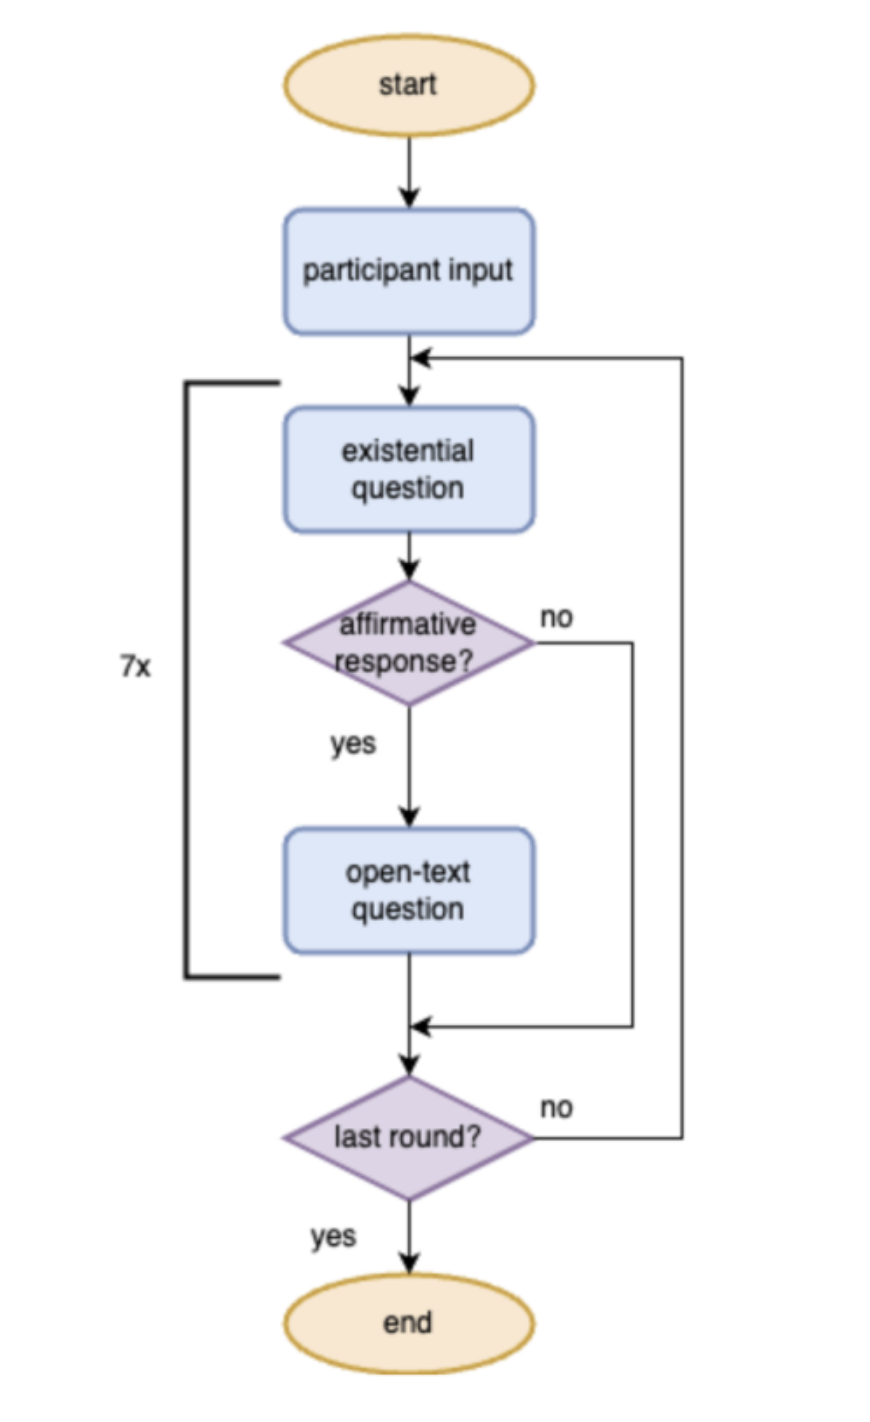 start
participant input
existential
question
affirmative
response?
no
7x
yes
open-text
question
last round?
no
yes
end